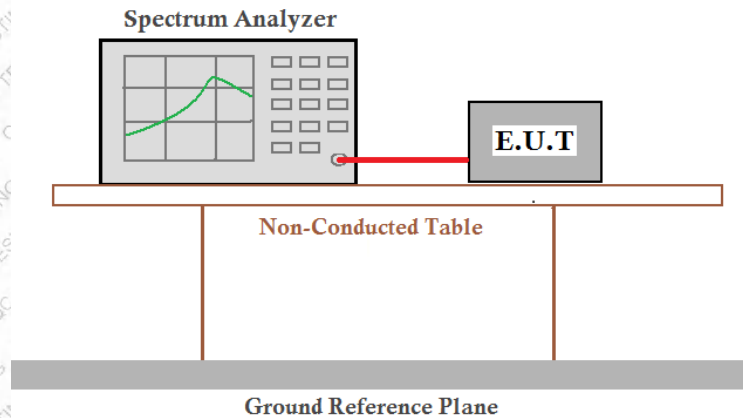 Spectrum Analyzer
E.U.T
Non-Conducted Table
Ground Reference Plane